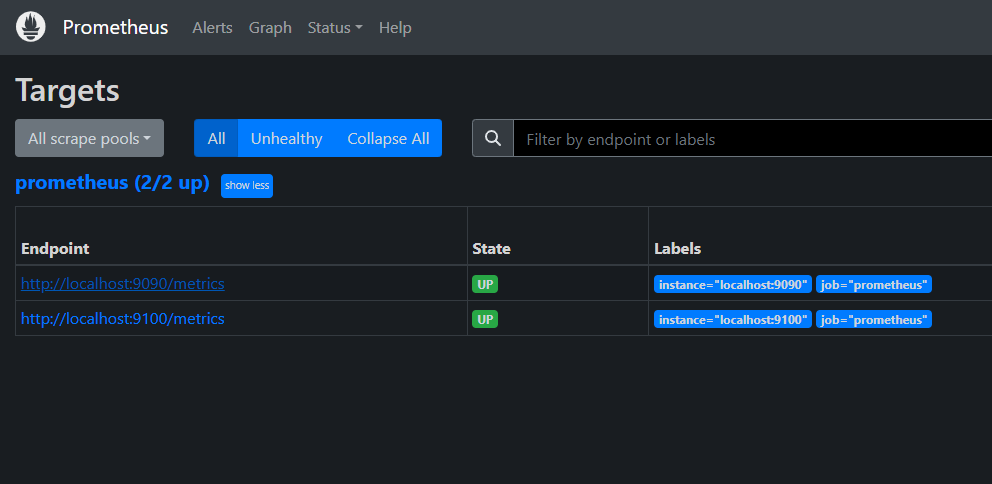 Prometheus Alerts Graph Status Help
Targets
All scrape pools All Unhealthy Collapse All Filter by endpoint or labels
prometheus (2/2 up) show less
Endpoint State Labels
http://localhost:9090/metrics UP instance="localhost:9090" job="prometheus"
http://localhost:9100/metrics UP instance="localhost:9100" job="prometheus"